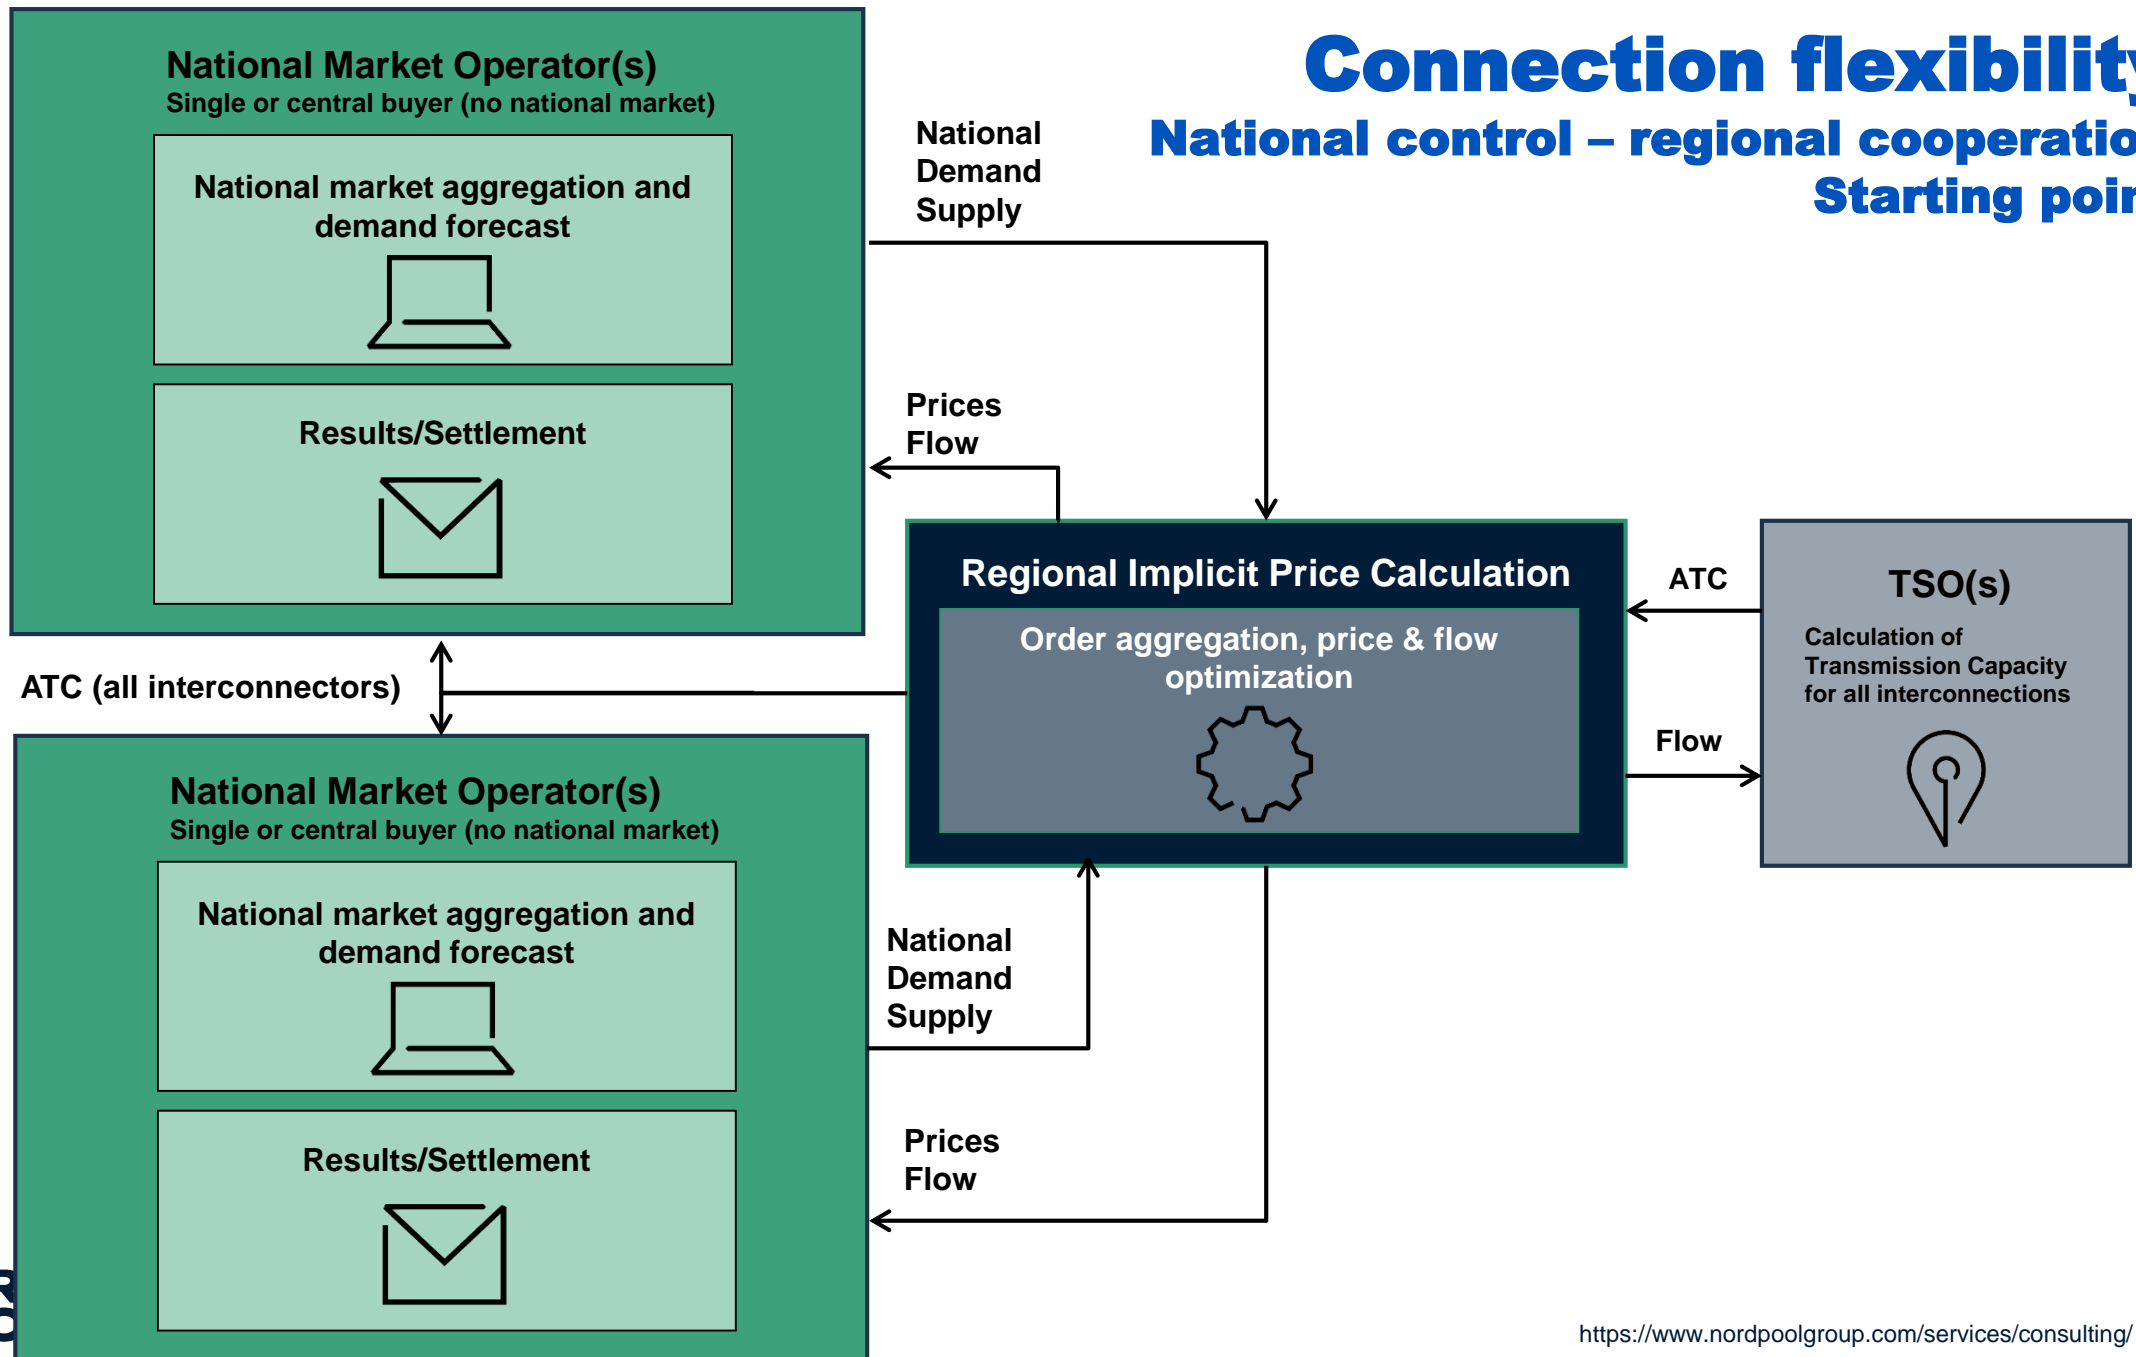 Connection flexibility
National control – regional cooperatio
Starting poin
National Market Operator(s)
Single or central buyer (no national market)
National market aggregation and
demand forecast
Results/Settlement
National
Demand
Supply
Prices
Flow
Regional Implicit Price Calculation
Order aggregation, price & flow
optimization
ATC
Flow
TSO(s)
Calculation of
Transmission Capacity
for all interconnections
ATC (all interconnectors)
National Market Operator(s)
Single or central buyer (no national market)
National market aggregation and
demand forecast
Results/Settlement
National
Demand
Supply
Prices
Flow
https://www.nordpoolgroup.com/services/consulting/